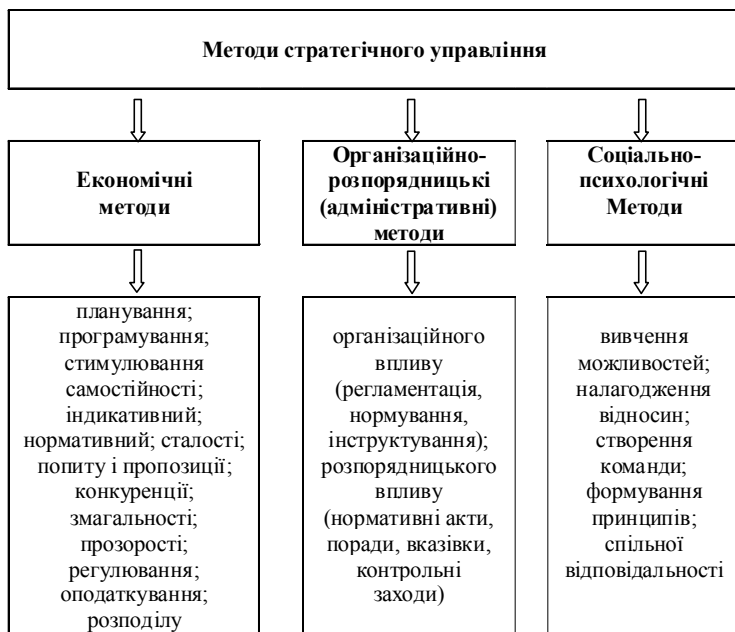 Методи стратегічного управління
Економічні
методи
Організаційно-
розпорядницькі
(адміністративні)
методи
Соціально-
психологічні
Методи
планування;
програмування;
стимулювання
самостійності;
індикативний;
нормативний; сталості;
попиту і пропозиції;
конкуренції;
змагальності;
прозорості;
регулювання;
оподаткування;
розподілу
організаційного
впливу
(регламентація,
нормування,
інструктування);
розпорядницького
впливу
(нормативні акти,
поради, вказівки,
контрольні
заходи)
вивчення
можливостей;
налагодження
відносин;
створення
команди;
формування
принципів;
спільної
відповідальності